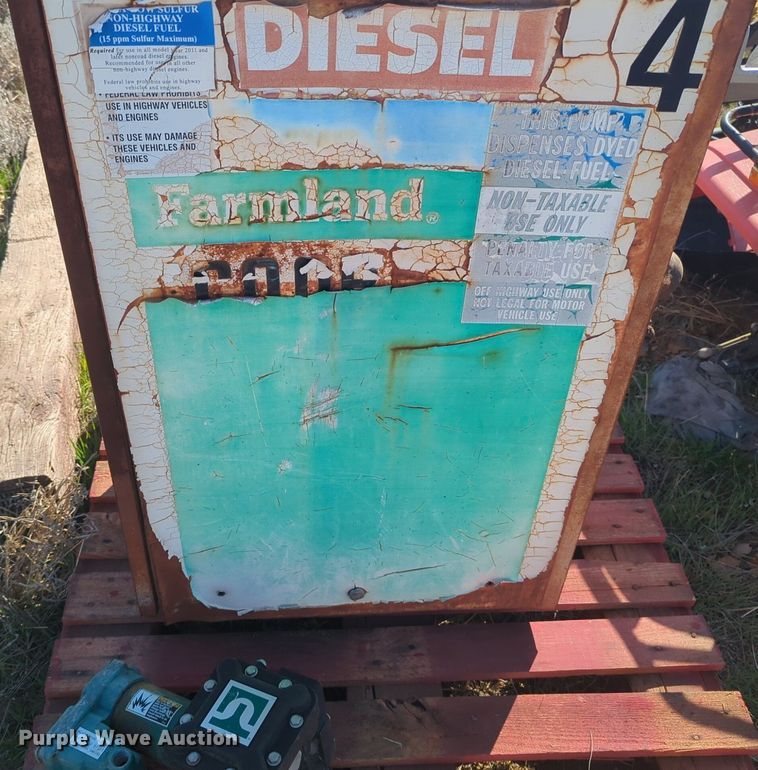 DIESEL
4
NON-HIGHWAY
DIESEL FUEL
(15 ppm Sulfur Maximum)
Required for use in all model year 2011 and
later nonroad diesel engines.
Recommended for use in all other
non-highway diesel engines.
Federal law prohibits use in highway
vehicles and engines.
• FEDERAL LAW PROHIBITS
USE IN HIGHWAY VEHICLES
AND ENGINES
• ITS USE MAY DAMAGE
THESE VEHICLES AND
ENGINES
THIS PUMP
DISPENSES DYED
DIESEL FUEL
NON-TAXABLE
USE ONLY
PENALTIE FOR
TAXABLE USE
OFF HIGHWAY USE ONLY
NOT LEGAL FOR MOTOR
VEHICLE USE
Farmland®
Purple Wave Auction